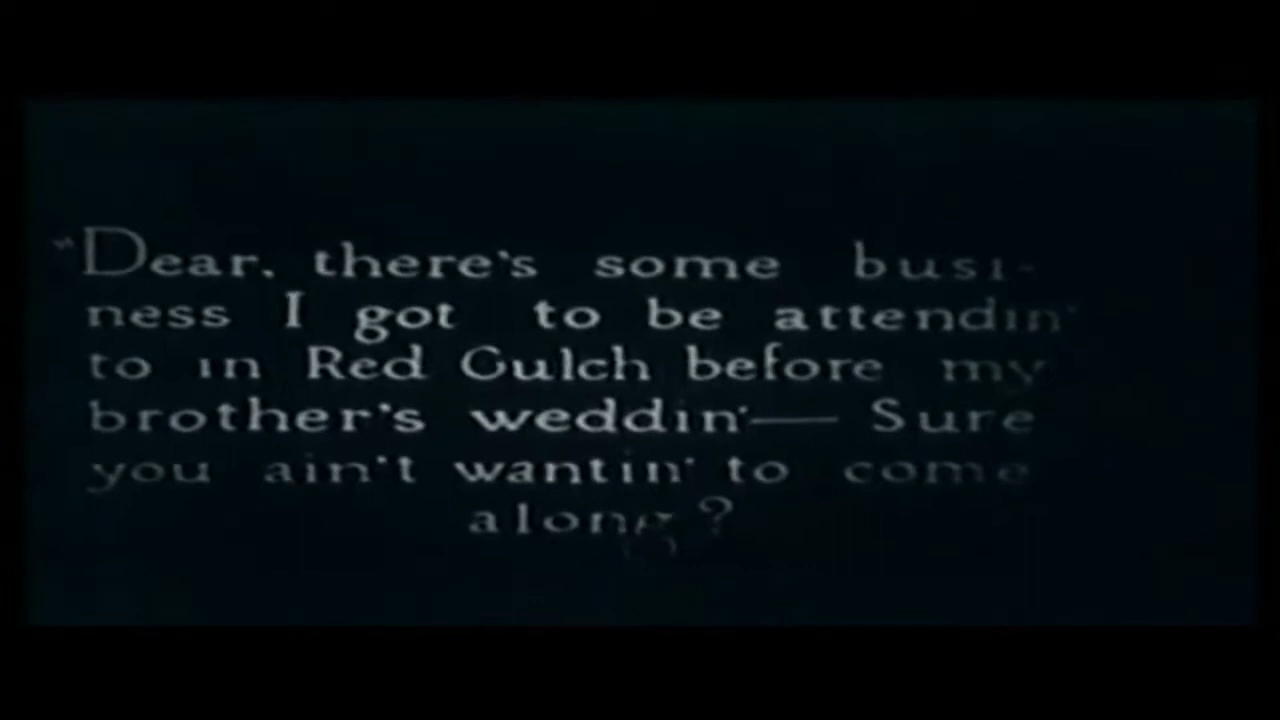 "Dear, there's some busi-
ness I got to be attendin'
to in Red Gulch before my
brother's weddin'— Sure
you ain't wantin' to come
along?